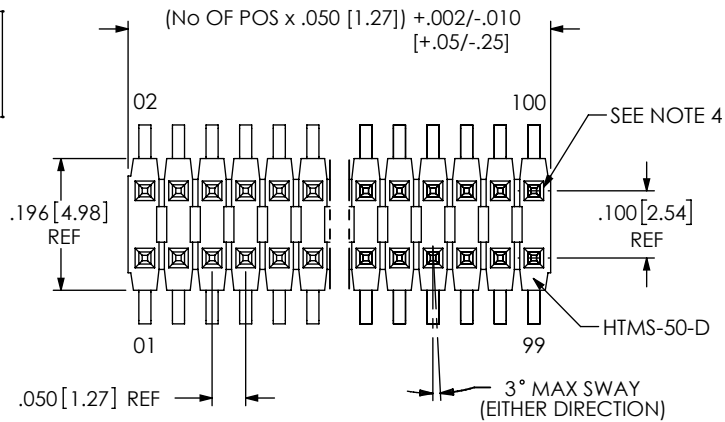 (No OF POS x .050 [1.27]) +.002/-.010
[+.05/-.25]
02
100
SEE NOTE 4
.196[4.98]
REF
.100[2.54]
REF
HTMS-50-D
01
99
.050[1.27] REF
3° MAX SWAY
(EITHER DIRECTION)